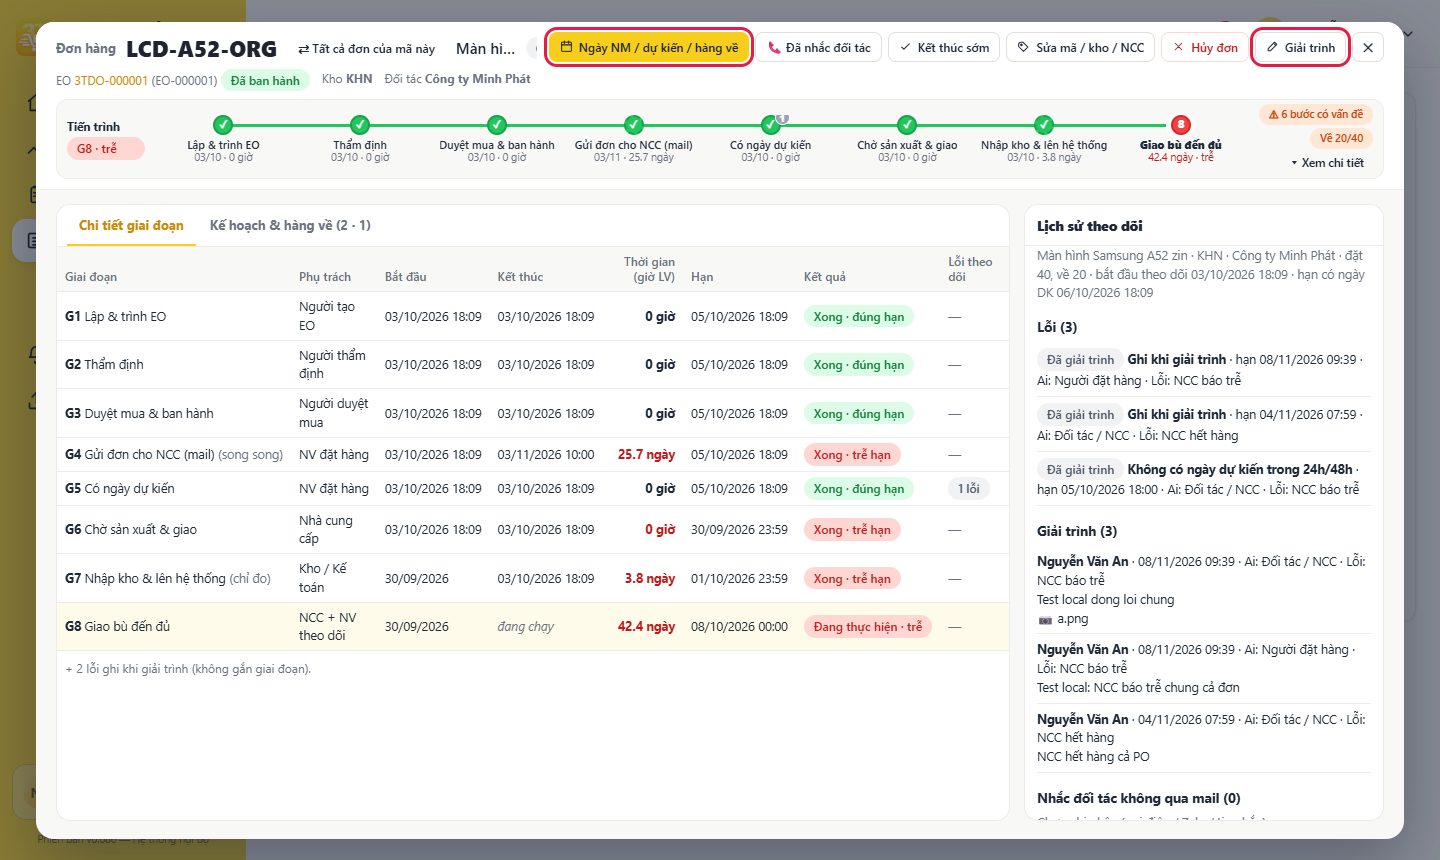 Đơn hàng LCD-A52-ORG ⇄ Tất cả đơn của mã này Màn hì... Ngày NM / dự kiến / hàng về Đã nhắc đối tác Kết thúc sớm Sửa mã / kho / NCC Hủy đơn Giải trình
EO 3TDO-000001 (EO-000001) Đã ban hành Kho KHN Đối tác Công ty Minh Phát
Tiến trình
G8 · trễ
Lập & trình EO
03/10 · 0 giờ
Thẩm định
03/10 · 0 giờ
Duyệt mua & ban hành
03/10 · 0 giờ
Gửi đơn cho NCC (mail)
03/11 · 25.7 ngày
1
Có ngày dự kiến
03/10 · 0 giờ
Chờ sản xuất & giao
03/10 · 0 giờ
Nhập kho & lên hệ thống
03/10 · 3.8 ngày
8
Giao bù đến đủ
42.4 ngày · trễ
⚠ 6 bước có vấn đề
Về 20/40
Xem chi tiết
Chi tiết giai đoạn Kế hoạch & hàng về (2 · 1)
Giai đoạn Phụ trách Bắt đầu Kết thúc Thời gian (giờ LV) Hạn Kết quả Lỗi theo dõi
G1 Lập & trình EO Người tạo EO 03/10/2026 18:09 03/10/2026 18:09 0 giờ 05/10/2026 18:09 Xong · đúng hạn —
G2 Thẩm định Người thẩm định 03/10/2026 18:09 03/10/2026 18:09 0 giờ 05/10/2026 18:09 Xong · đúng hạn —
G3 Duyệt mua & ban hành Người duyệt mua 03/10/2026 18:09 03/10/2026 18:09 0 giờ 05/10/2026 18:09 Xong · đúng hạn —
G4 Gửi đơn cho NCC (mail) (song song) NV đặt hàng 03/10/2026 18:09 03/11/2026 10:00 25.7 ngày 05/10/2026 18:09 Xong · trễ hạn —
G5 Có ngày dự kiến NV đặt hàng 03/10/2026 18:09 03/10/2026 18:09 0 giờ 05/10/2026 18:09 Xong · đúng hạn 1 lỗi
G6 Chờ sản xuất & giao Nhà cung cấp 03/10/2026 18:09 03/10/2026 18:09 0 giờ 30/09/2026 23:59 Xong · trễ hạn —
G7 Nhập kho & lên hệ thống (chỉ đo) Kho / Kế toán 30/09/2026 03/10/2026 18:09 3.8 ngày 01/10/2026 23:59 Xong · trễ hạn —
G8 Giao bù đến đủ NCC + NV theo dõi 30/09/2026 đang chạy 42.4 ngày 08/10/2026 00:00 Đang thực hiện · trễ —
+ 2 lỗi ghi khi giải trình (không gắn giai đoạn).
Lịch sử theo dõi
Màn hình Samsung A52 zin · KHN · Công ty Minh Phát · đặt
40, về 20 · bắt đầu theo dõi 03/10/2026 18:09 · hạn có ngày
DK 06/10/2026 18:09
Lỗi (3)
Đã giải trình Ghi khi giải trình · hạn 08/11/2026 09:39 ·
Ai: Người đặt hàng · Lỗi: NCC báo trễ
Đã giải trình Ghi khi giải trình · hạn 04/11/2026 07:59 ·
Ai: Đối tác / NCC · Lỗi: NCC hết hàng
Đã giải trình Không có ngày dự kiến trong 24h/48h ·
hạn 05/10/2026 18:00 · Ai: Đối tác / NCC · Lỗi: NCC báo trễ
Giải trình (3)
Nguyễn Văn An · 08/11/2026 09:39 · Ai: Đối tác / NCC · Lỗi:
NCC báo trễ
Test local dong loi chung
a.png
Nguyễn Văn An · 08/11/2026 09:39 · Ai: Người đặt hàng ·
Lỗi: NCC báo trễ
Test local: NCC báo trễ chung cả đơn
Nguyễn Văn An · 04/11/2026 07:59 · Ai: Đối tác / NCC · Lỗi:
NCC hết hàng
NCC hết hàng cả PO
Nhắc đối tác không qua mail (0)